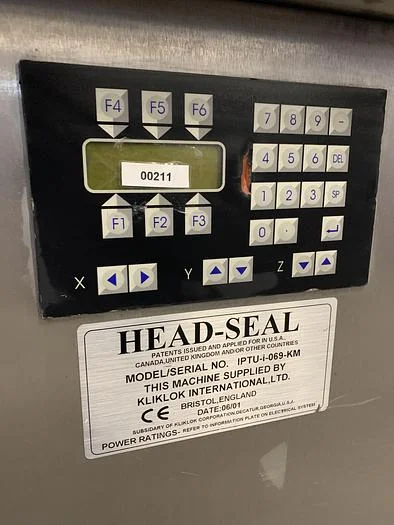 F4 F5 F6
7 8 9 -
00211
4 5 6 DEL
1 2 3 SP
F1 F2 F3
0 .
X Y Z
HEAD-SEAL
PATENTS ISSUED AND APPLIED FOR IN U.S.A.,
CANADA,UNITED KINGDOM AND/OR OTHER COUNTRIES
MODEL/SERIAL NO. IPTU-i-069-KM
THIS MACHINE SUPPLIED BY
KLIKLOK INTERNATIONAL,LTD.
CE BRISTOL,ENGLAND
DATE:06/01
SUBSIDARY OF KLIKLOK CORPORATION,DECATUR,GEORGIA,U.S.A.
POWER RATINGS- REFER TO INFORMATION PLATE ON ELECTRICAL SYSTEM